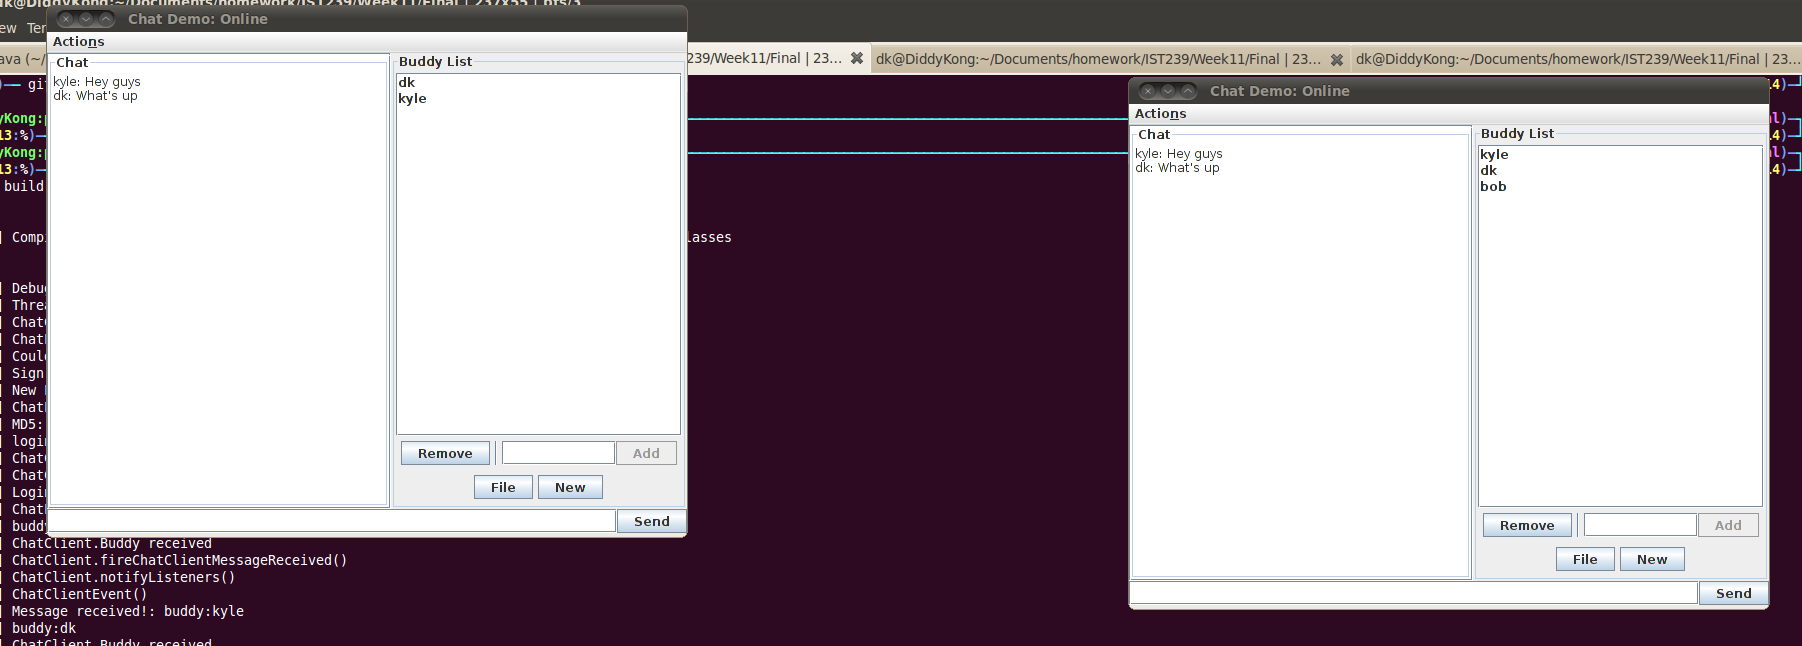 dk@DiddyKong:~/Documents/homework/IST239/Week11/Final | 237x55 | pts/3
ew Ter
ava (~/
239/Week11/Final | 23...
dk@DiddyKong:~/Documents/homework/IST239/Week11/Final | 23...
dk@DiddyKong:~/Documents/homework/IST239/Week11/Final | 23...
Chat Demo: Online
Actions
Chat
kyle: Hey guys
dk: What's up
Buddy List
dk
kyle
Remove
Add
File
New
Send
Chat Demo: Online
Actions
Chat
kyle: Hey guys
dk: What's up
Buddy List
kyle
dk
bob
Remove
Add
File
New
Send
)—— gi
yKong:
13:%)—
yKong:
13:%)—
build
| Comp
lasses
| Debu
| Threa
| Chat
| Chat
| Coul
| Sign
| New
| Chat
| MD5:
| logi
| Chat
| Chat
| Login
| Chat
| buddy
| ChatClient.Buddy received
| ChatClient.fireChatClientMessageReceived()
| ChatClient.notifyListeners()
| ChatClientEvent()
| Message received!: buddy:kyle
| buddy:dk
| ChatClient.Buddy received